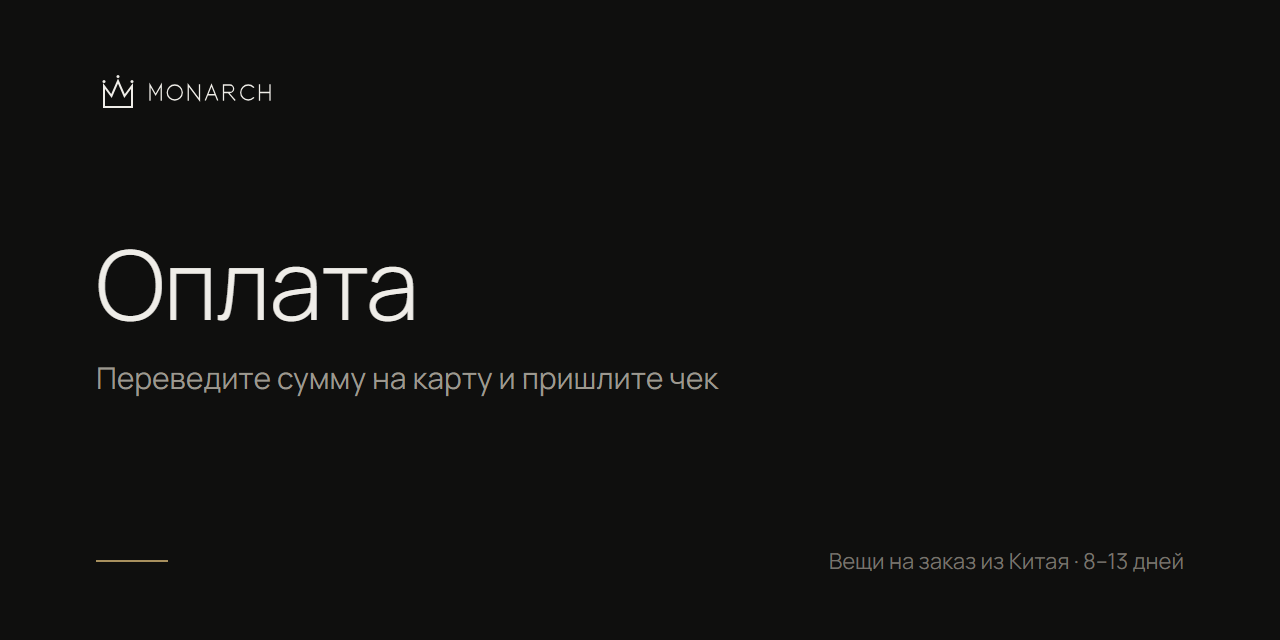 MONARCH
Оплата
Переведите сумму на карту и пришлите чек
Вещи на заказ из Китая · 8–13 дней